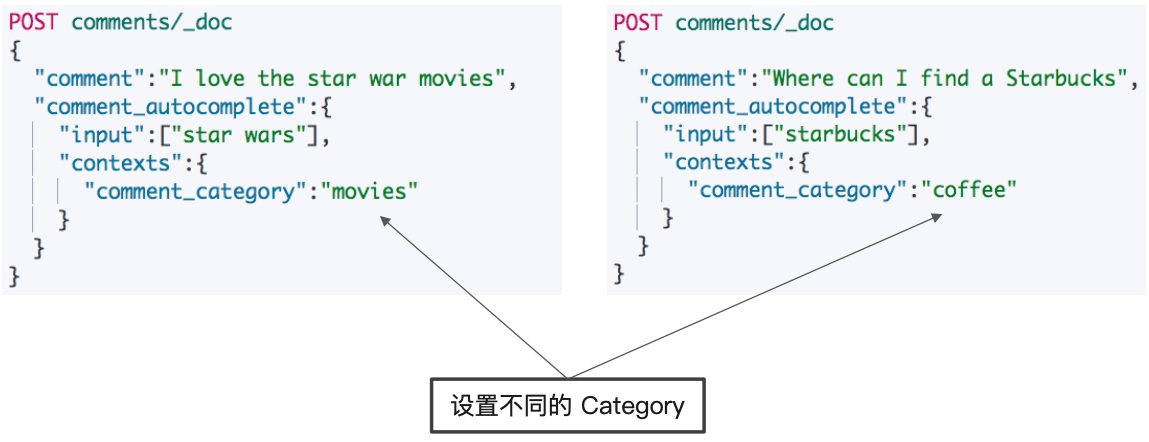 POST comments/_doc
{
  "comment":"I love the star war movies",
  "comment_autocomplete":{
    "input":["star wars"],
    "contexts":{
      "comment_category":"movies"
    }
  }
}
POST comments/_doc
{
  "comment":"Where can I find a Starbucks",
  "comment_autocomplete":{
    "input":["starbucks"],
    "contexts":{
      "comment_category":"coffee"
    }
  }
}
设置不同的 Category